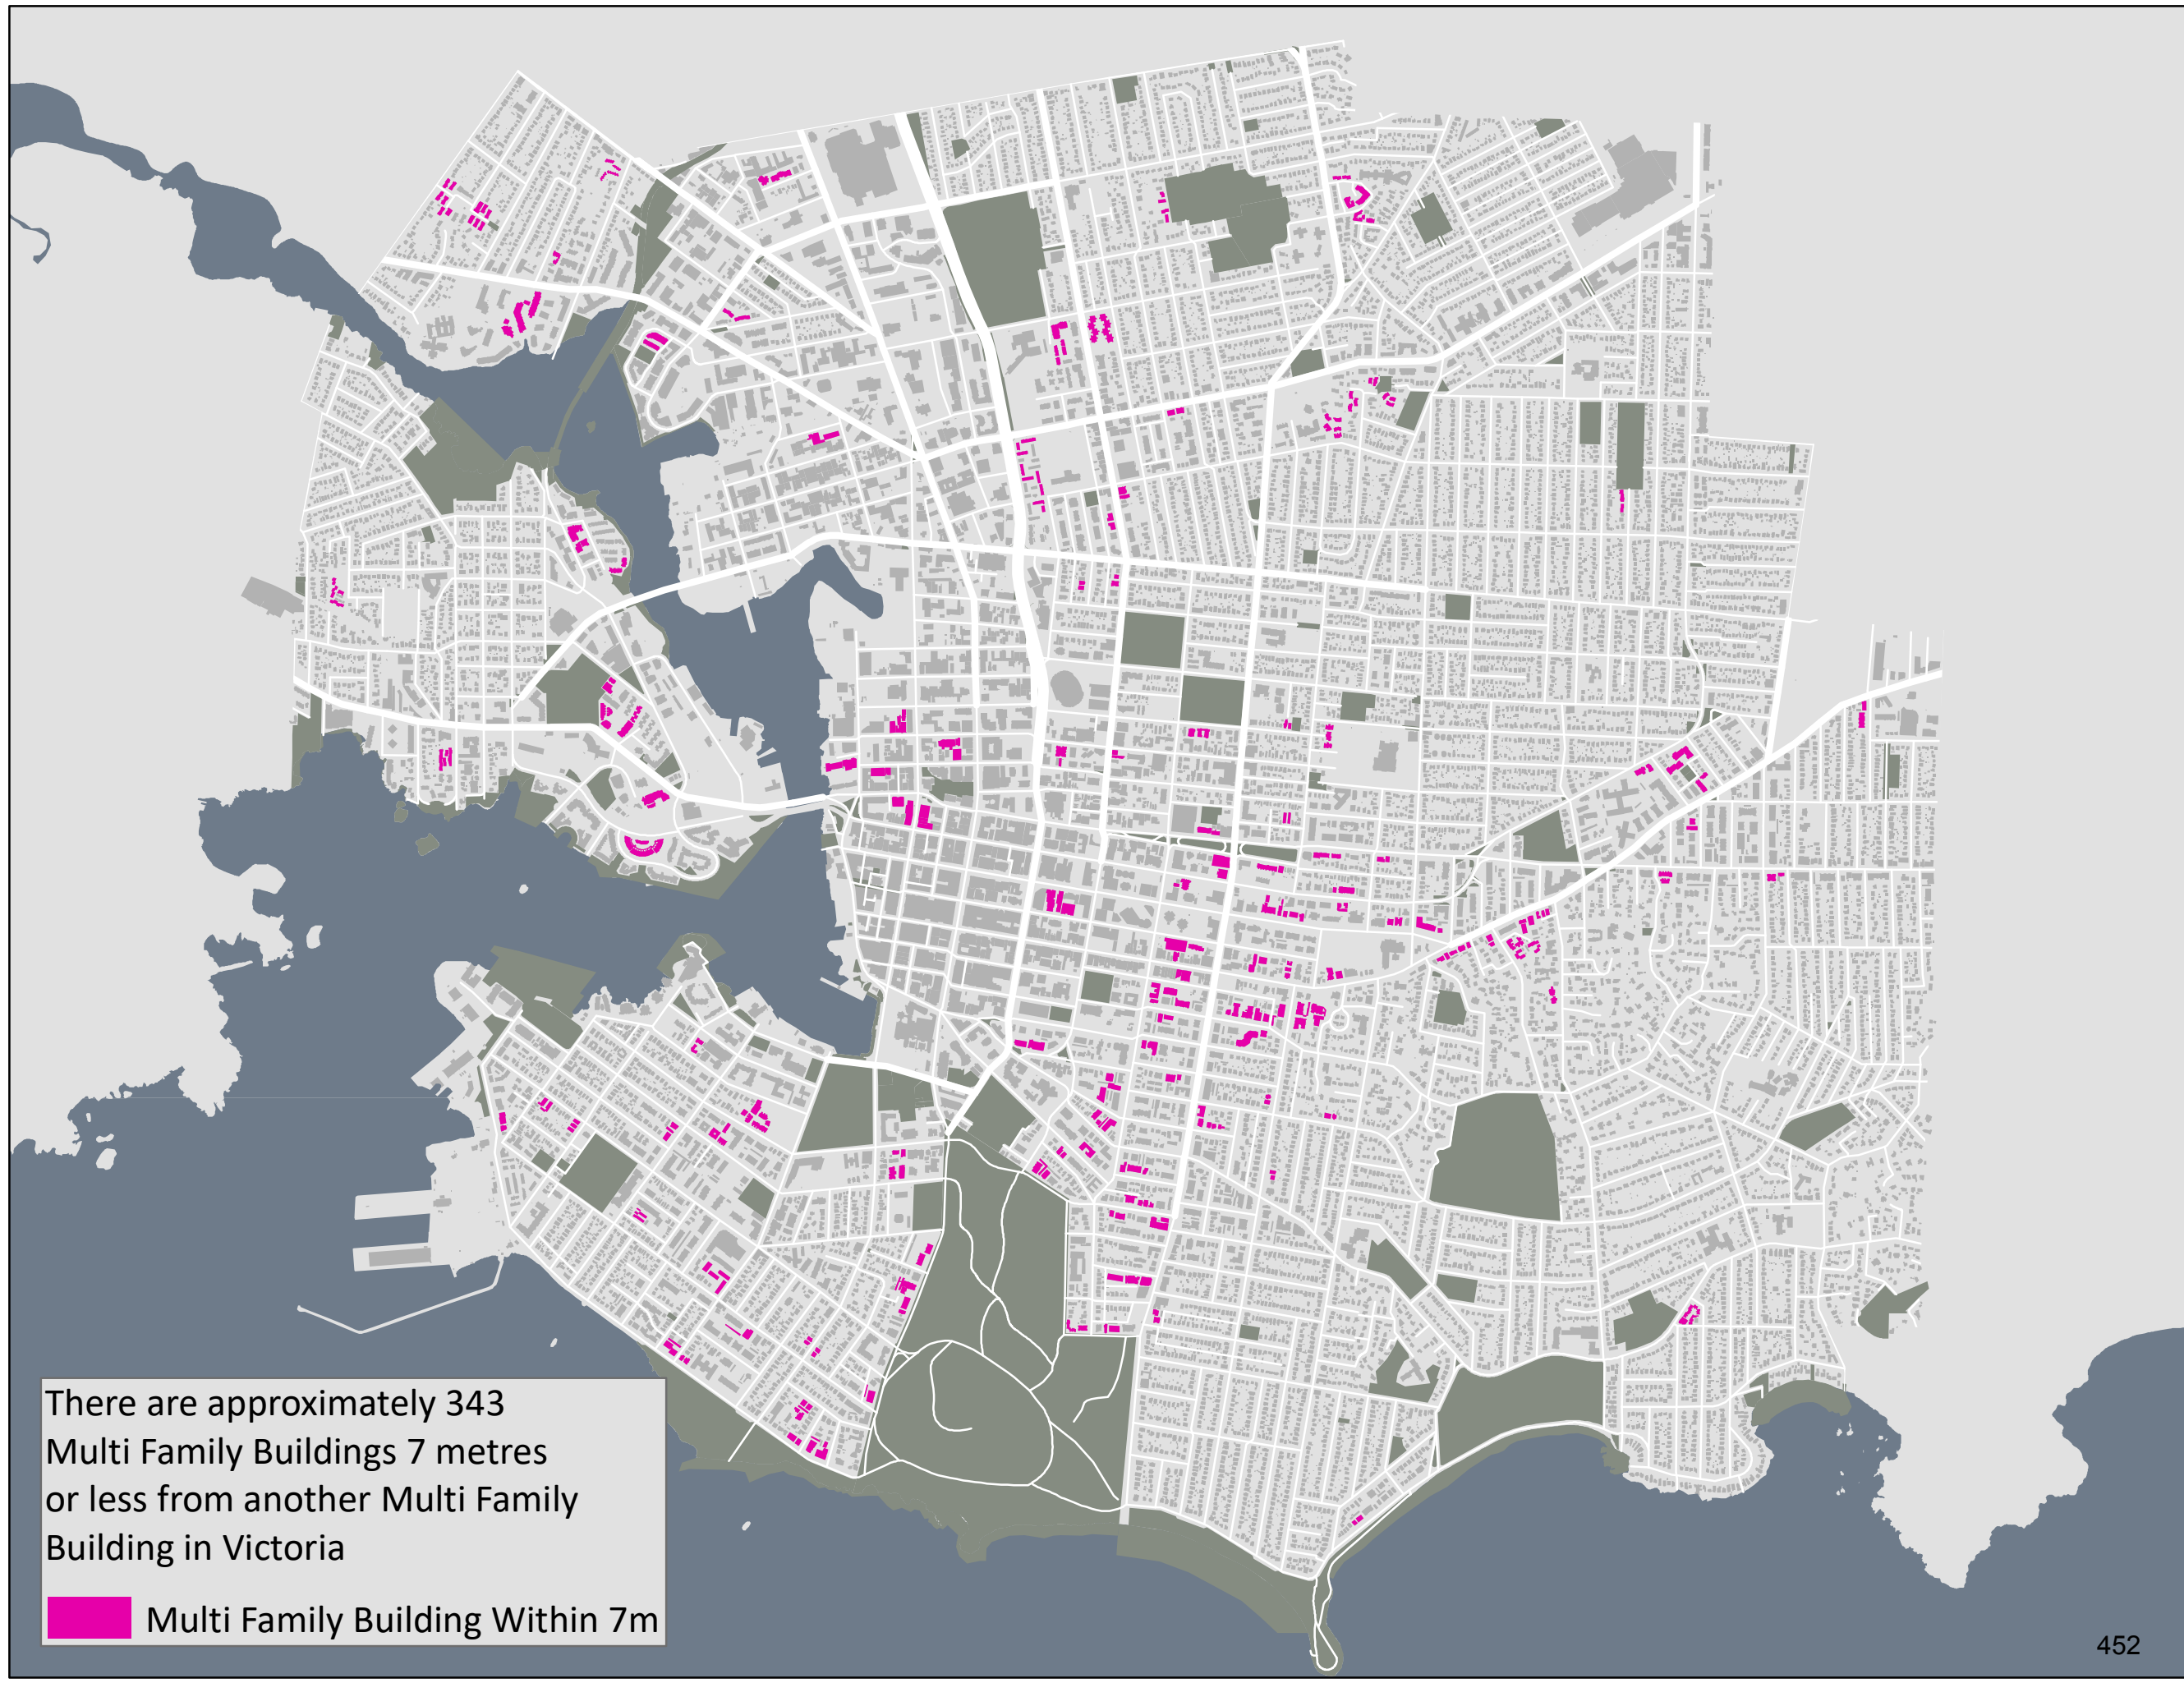 There are approximately 343
Multi Family Buildings 7 metres
or less from another Multi Family
Building in Victoria
Multi Family Building Within 7m
452